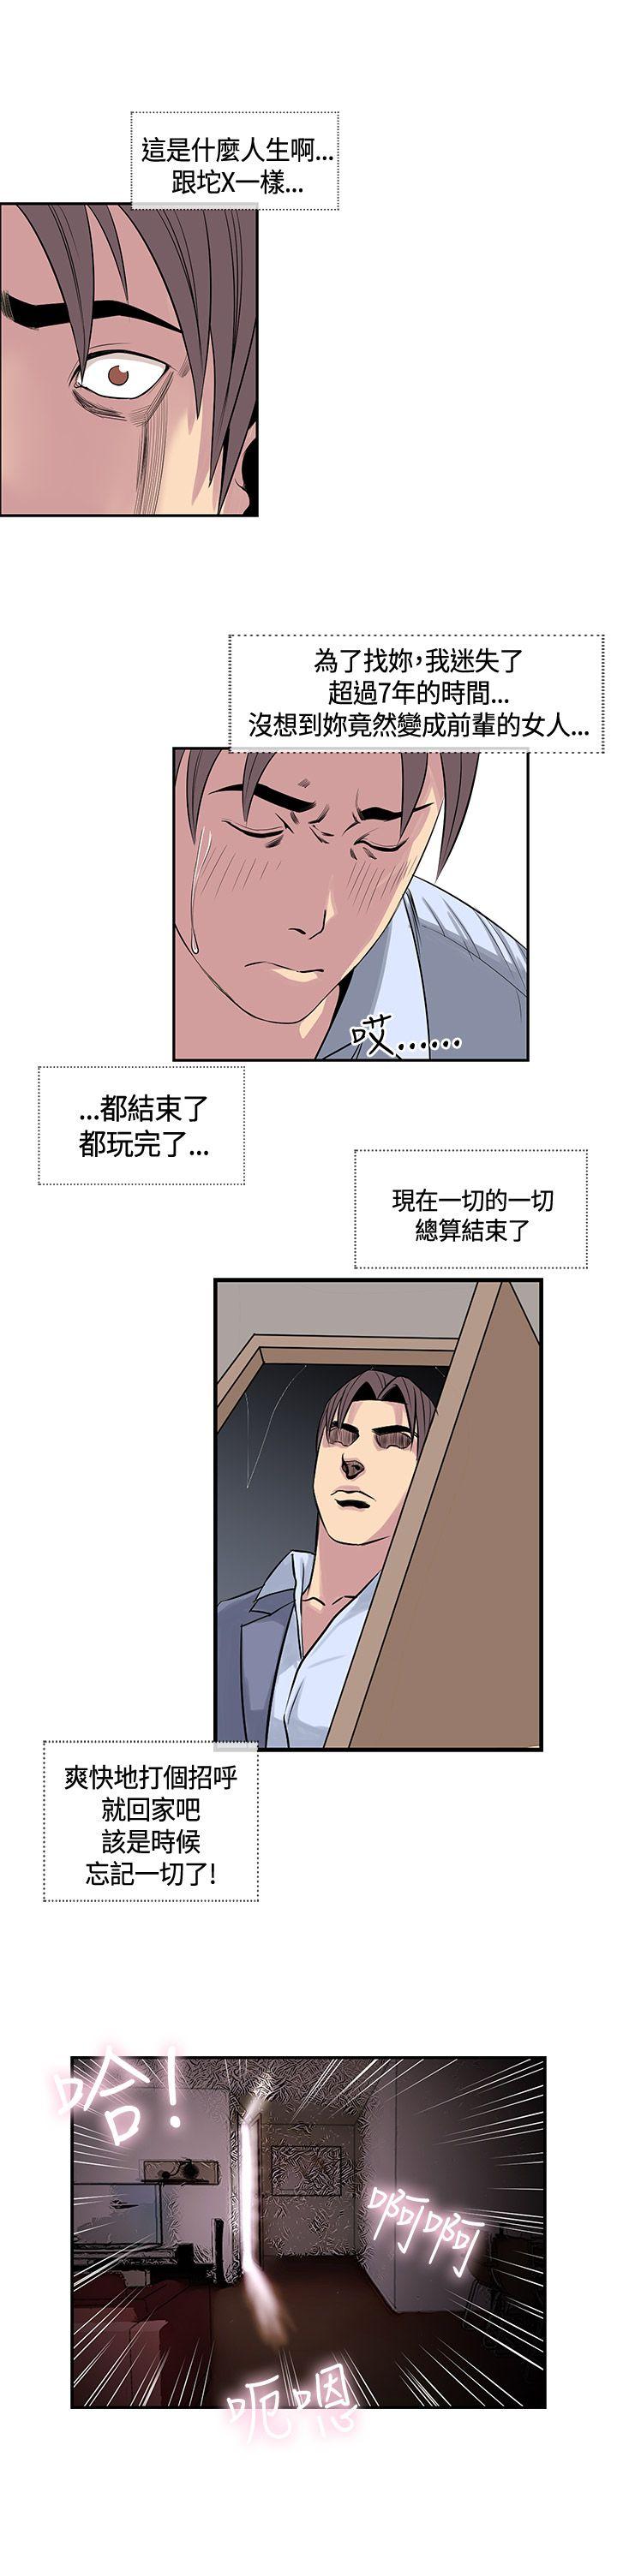 這是什麼人生啊...
跟坨X一樣...
為了找妳，我迷失了
超過7年的時間...
沒想到妳竟然變成前輩的女人...
哎......
...都結束了
都玩完了...
現在一切的一切
總算結束了
爽快地打個招呼
就回家吧
該是時候
忘記一切了!
哈!
啊啊
呃嗯